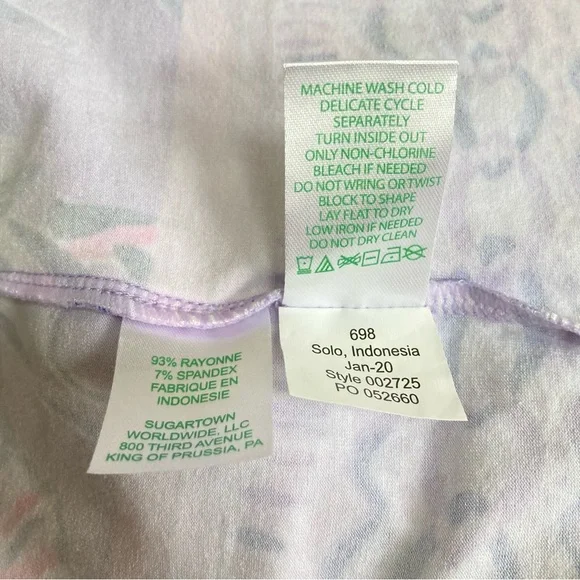 MACHINE WASH COLD
DELICATE CYCLE
SEPARATELY
TURN INSIDE OUT
ONLY NON-CHLORINE
BLEACH IF NEEDED
DO NOT WRING OR TWIST
BLOCK TO SHAPE
LAY FLAT TO DRY
LOW IRON IF NEEDED
DO NOT DRY CLEAN
93% RAYONNE
7% SPANDEX
FABRIQUE EN
INDONESIE
SUGARTOWN
WORLDWIDE, LLC
800 THIRD AVENUE
KING OF PRUSSIA, PA
698
Solo, Indonesia
Jan-20
Style 002725
PO 052660